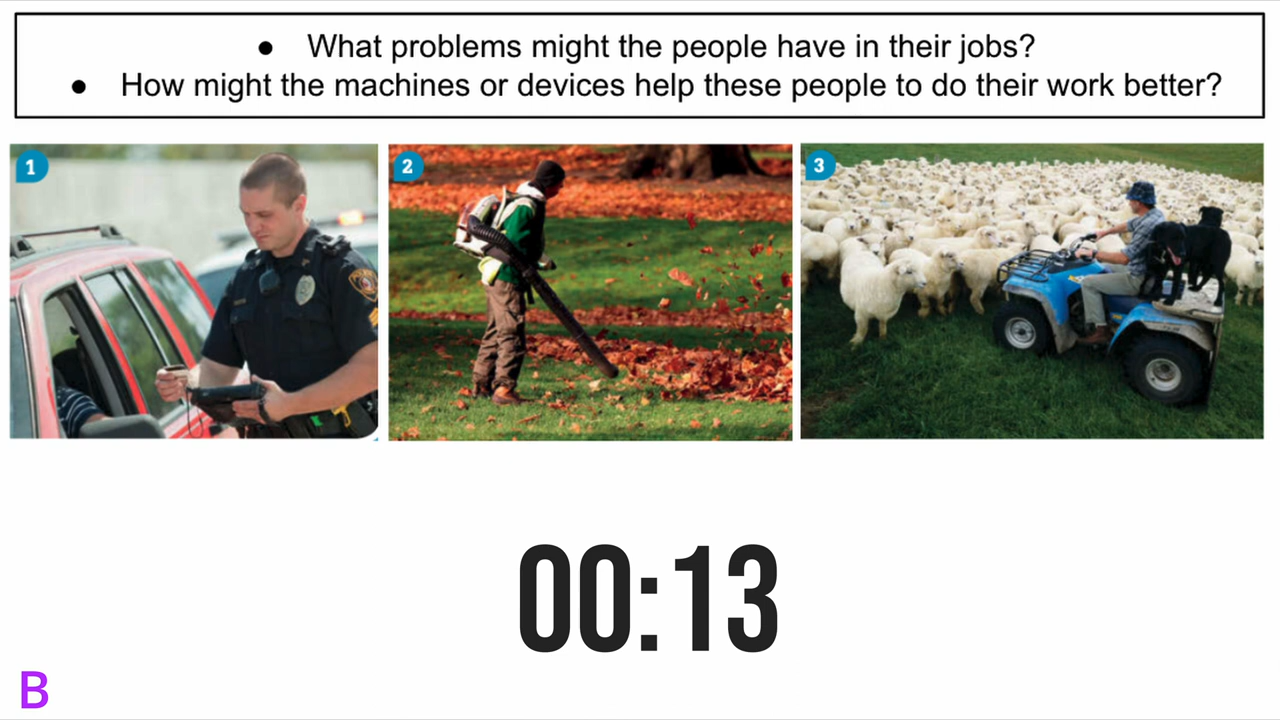 ● What problems might the people have in their jobs?
● How might the machines or devices help these people to do their work better?
1
2
3
00:13
B